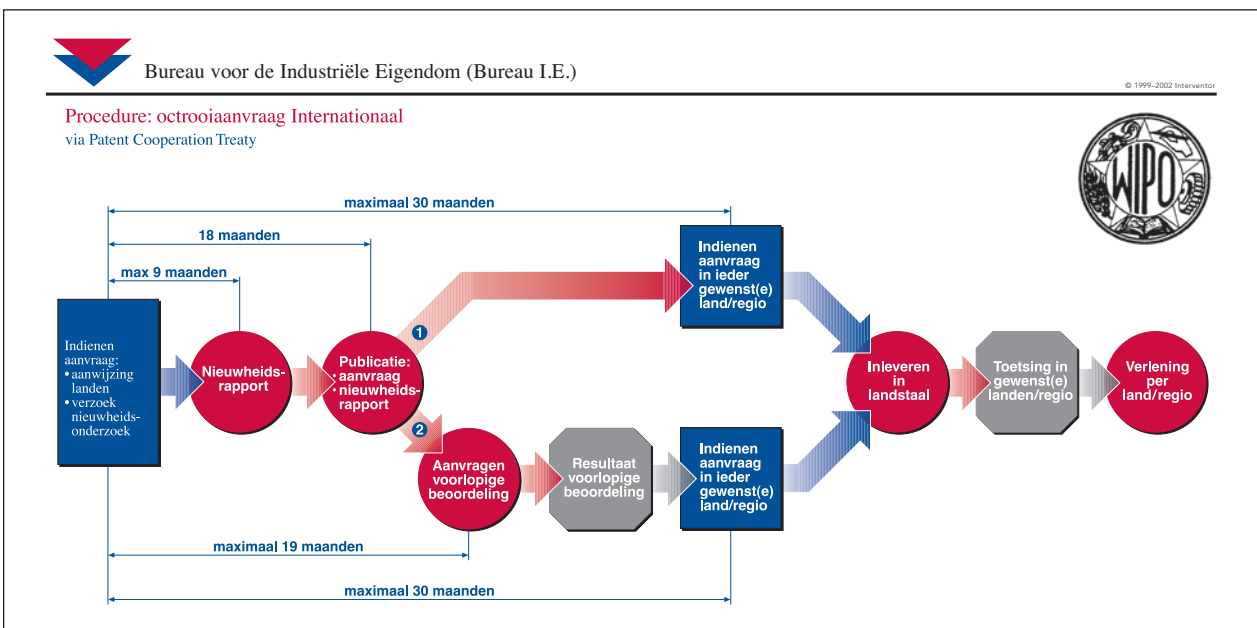 Bureau voor de Industriële Eigendom (Bureau I.E.)
© 1999–2002 Interventor
Procedure: octrooiaanvraag Internationaal
via Patent Cooperation Treaty
WIPO
maximaal 30 maanden
18 maanden
max 9 maanden
Indienen
aanvraag:
• aanwijzing
landen
• verzoek
nieuwheids-
onderzoek
Nieuwheids-
rapport
Publicatie:
• aanvraag
• nieuwheids-
rapport
1
Indienen
aanvraag
in ieder
gewenst(e)
land/regio
2
Aanvragen
voorlopige
beoordeling
Resultaat
voorlopige
beoordeling
Indienen
aanvraag
in ieder
gewenst(e)
land/regio
Inleveren
in
landstaal
Toetsing in
gewenst(e)
landen/regio
Verlening
per
land/regio
maximaal 19 maanden
maximaal 30 maanden